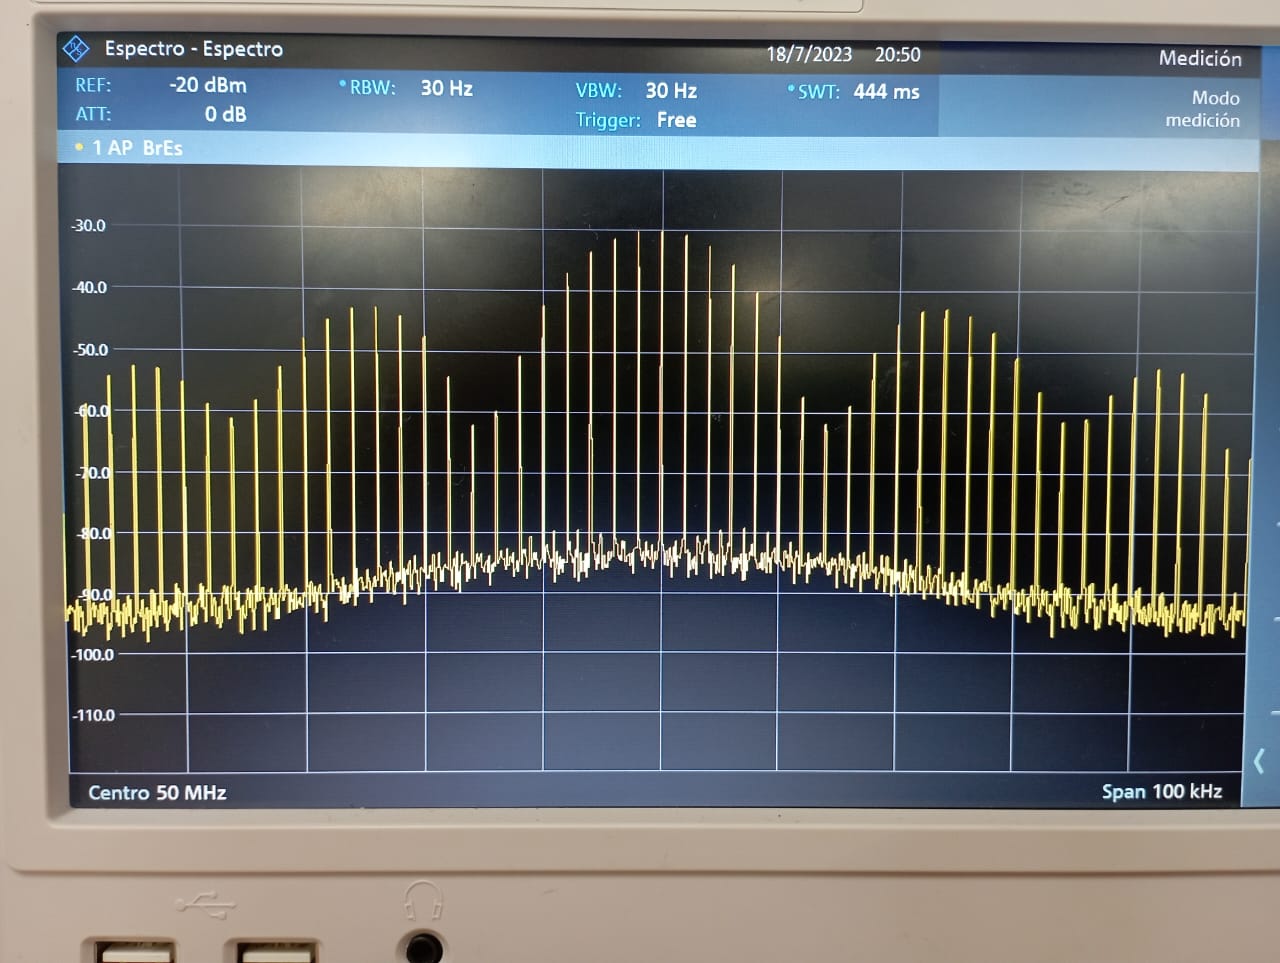 Espectro - Espectro
18/7/2023 20:50
Medición
REF: -20 dBm
RBW: 30 Hz
VBW: 30 Hz
SWT: 444 ms
Modo
medición
ATT: 0 dB
Trigger: Free
1 AP BrEs
-30.0
-40.0
-50.0
-60.0
-70.0
-80.0
-90.0
-100.0
-110.0
Centro 50 MHz
Span 100 kHz